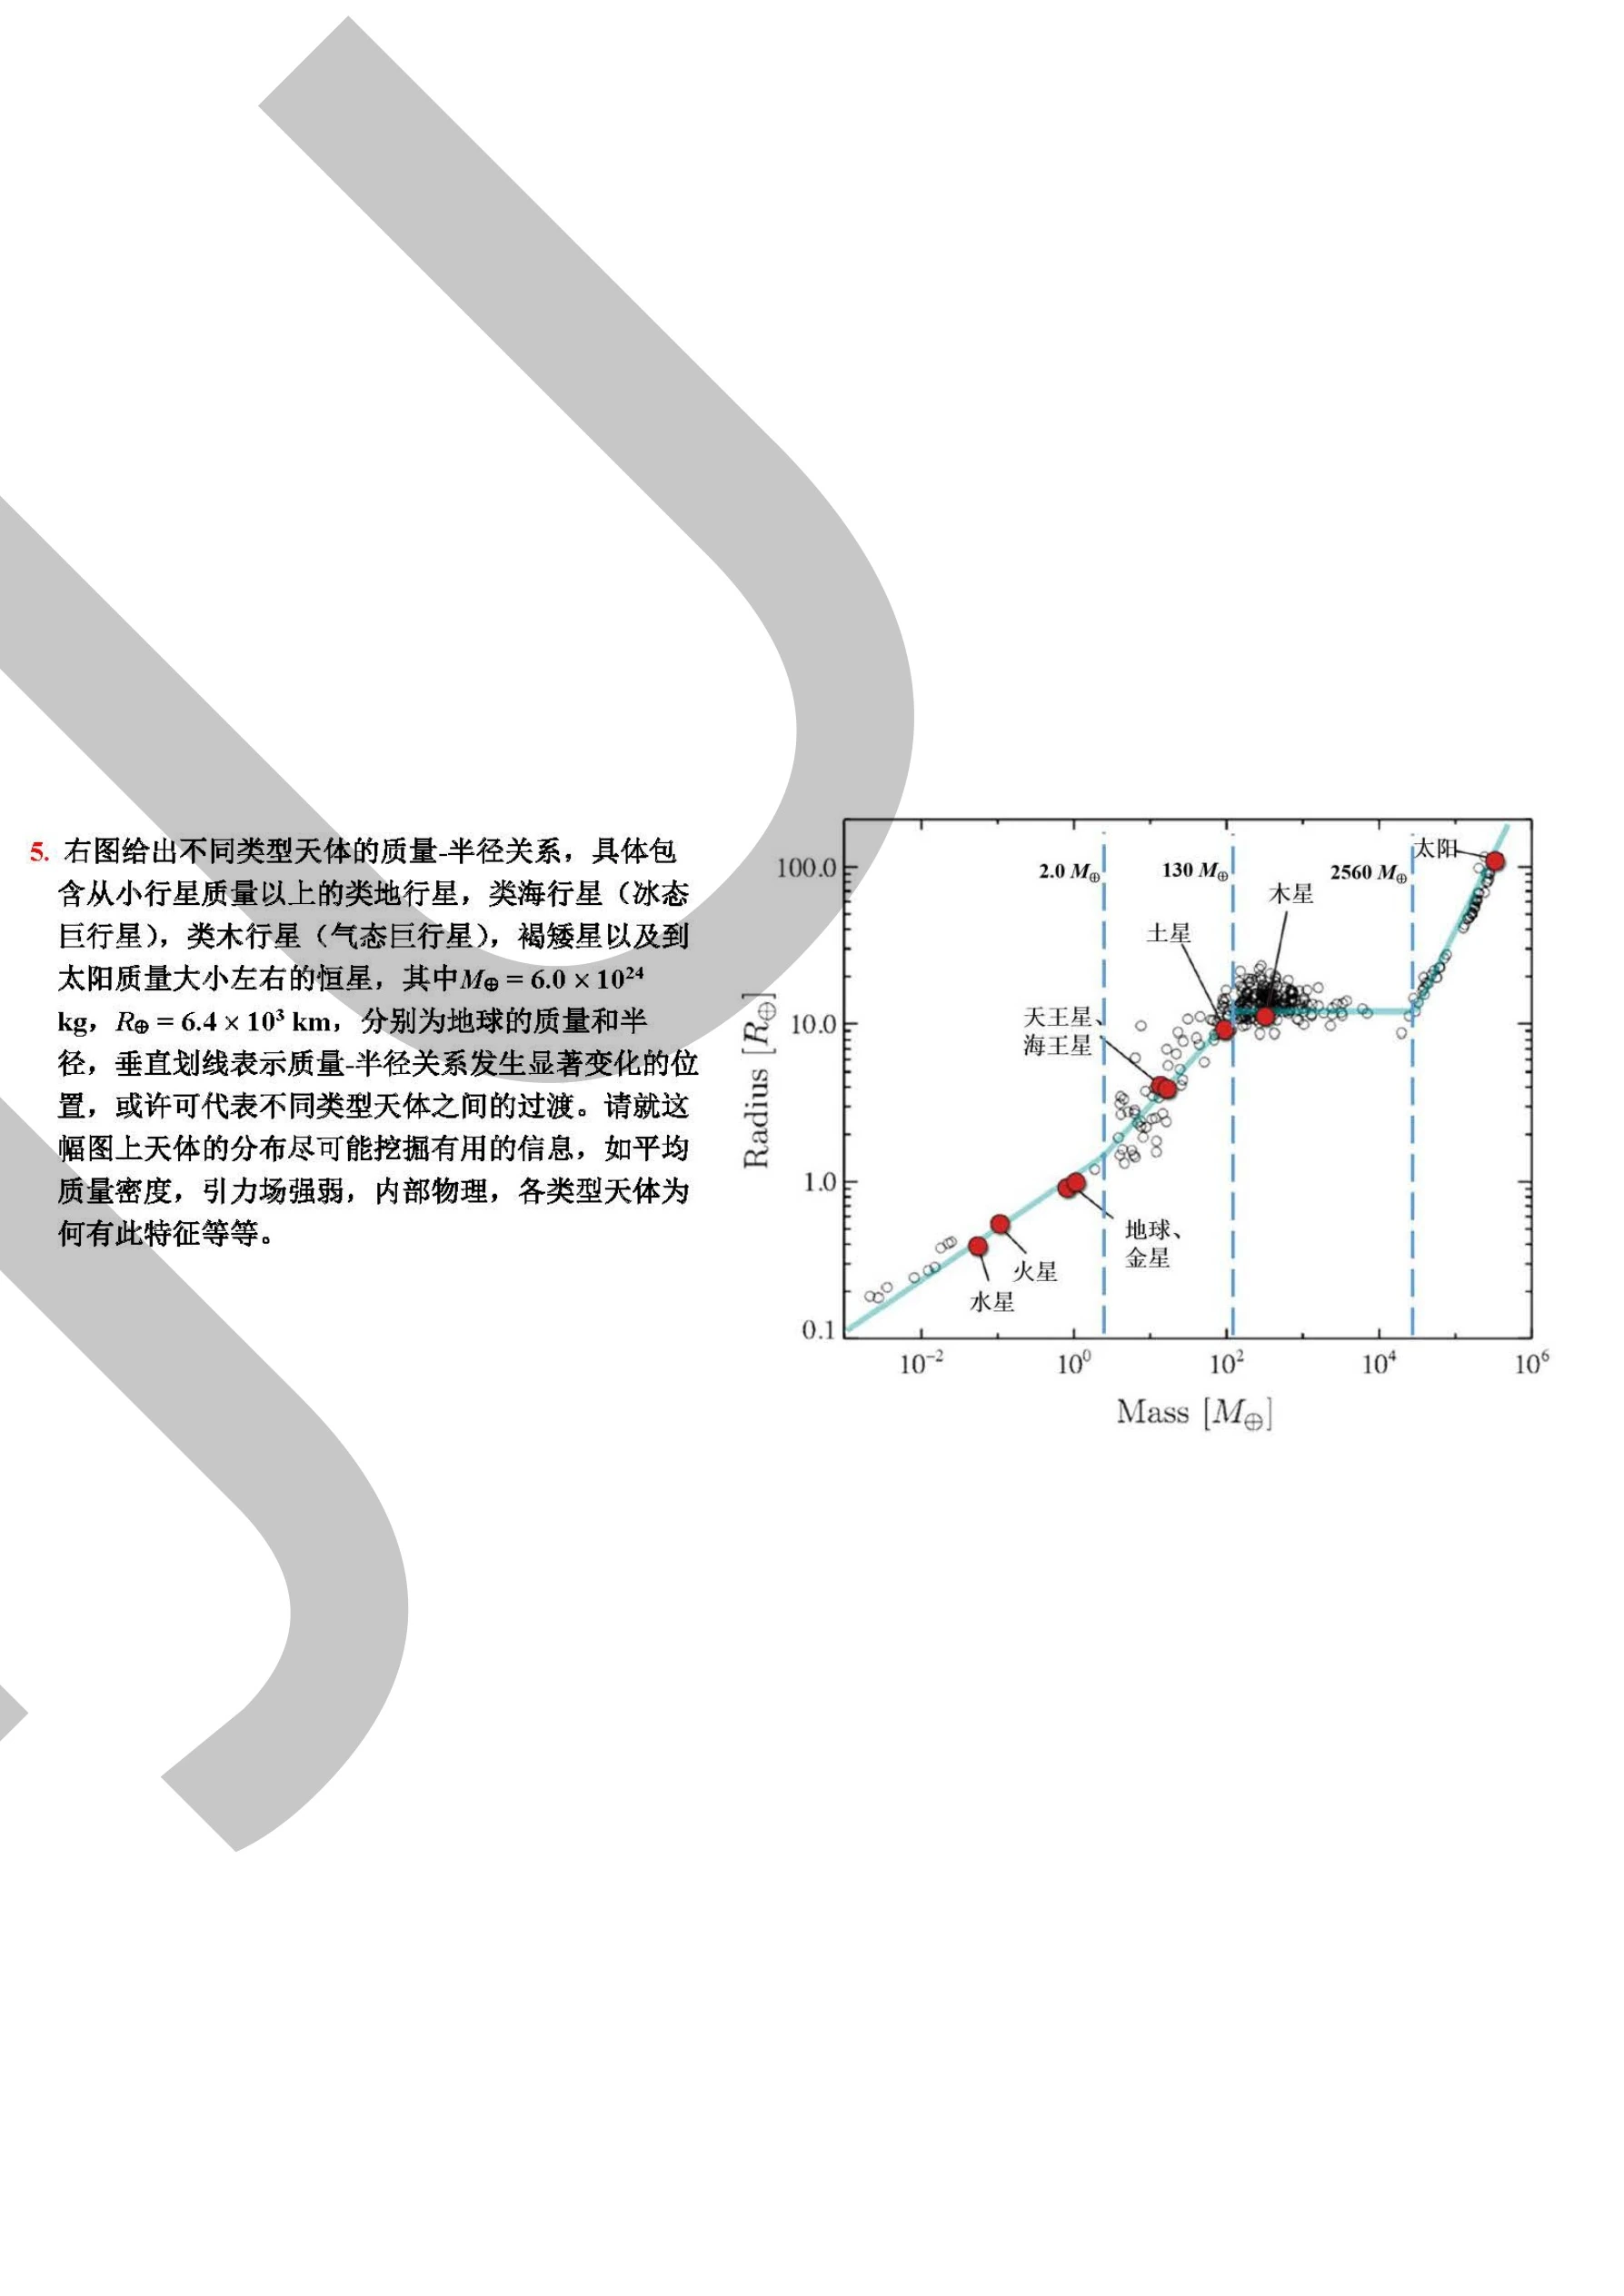 5. 右图给出不同类型天体的质量-半径关系，具体包
含从小行星质量以上的类地行星，类海行星（冰态
巨行星），类木行星（气态巨行星），褐矮星以及到
太阳质量大小左右的恒星，其中M⊕ = 6.0 × 10²⁴
kg，R⊕ = 6.4 × 10³ km，分别为地球的质量和半
径，垂直划线表示质量-半径关系发生显著变化的位
置，或许可代表不同类型天体之间的过渡。请就这
幅图上天体的分布尽可能挖掘有用的信息，如平均
质量密度，引力场强弱，内部物理，各类型天体为
何有此特征等等。
100.0
10.0
1.0
0.1
Radius [R⊕]
2.0 M⊕
130 M⊕
2560 M⊕
太阳
木星
土星
天王星、
海王星
地球、
金星
火星
水星
10⁻²
10⁰
10²
10⁴
10⁶
Mass [M⊕]